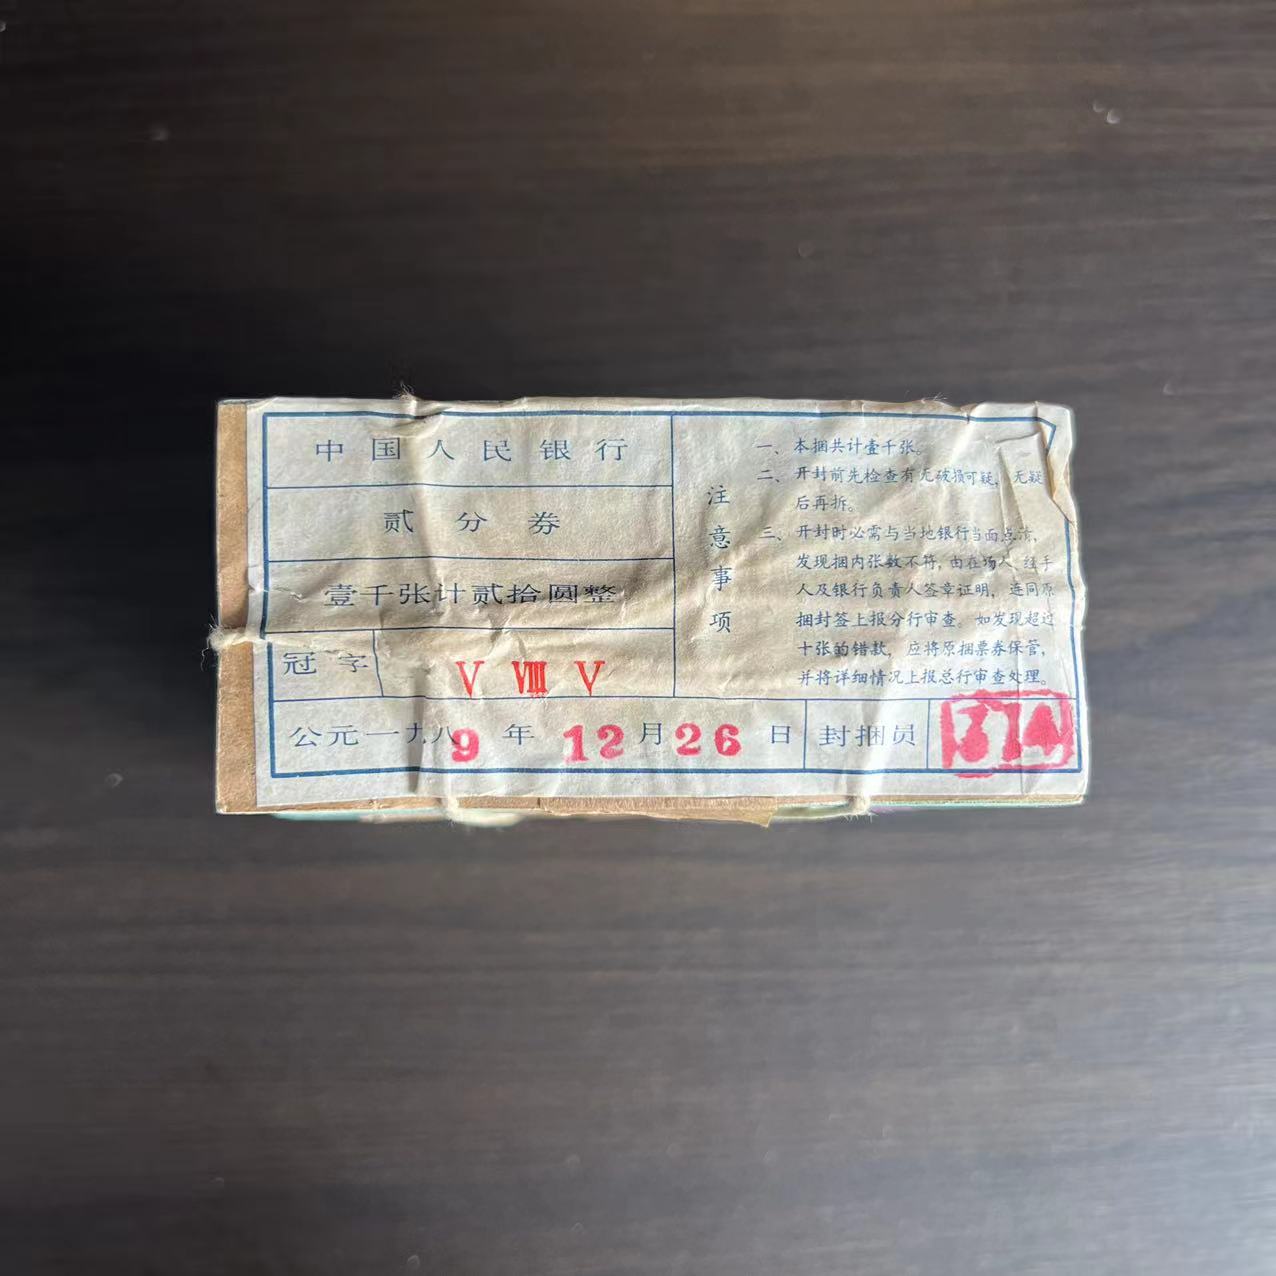 中国人民银行
贰分券
壹千张计贰拾圆整
冠字 V VIII V
注意事项
一、本捆共计壹千张。
二、开封前先检查有无破损可疑，无疑
后再拆。
三、开封时必需与当地银行当面点清，
发现捆内张数不符，由在场人、经手
人及银行负责人签章证明，连同原
捆封签上报分行审查。如发现超过
十张的错款，应将原捆票券保管，
并将详细情况上报总行审查处理。
公元一九八9年12月26日 封捆员 374